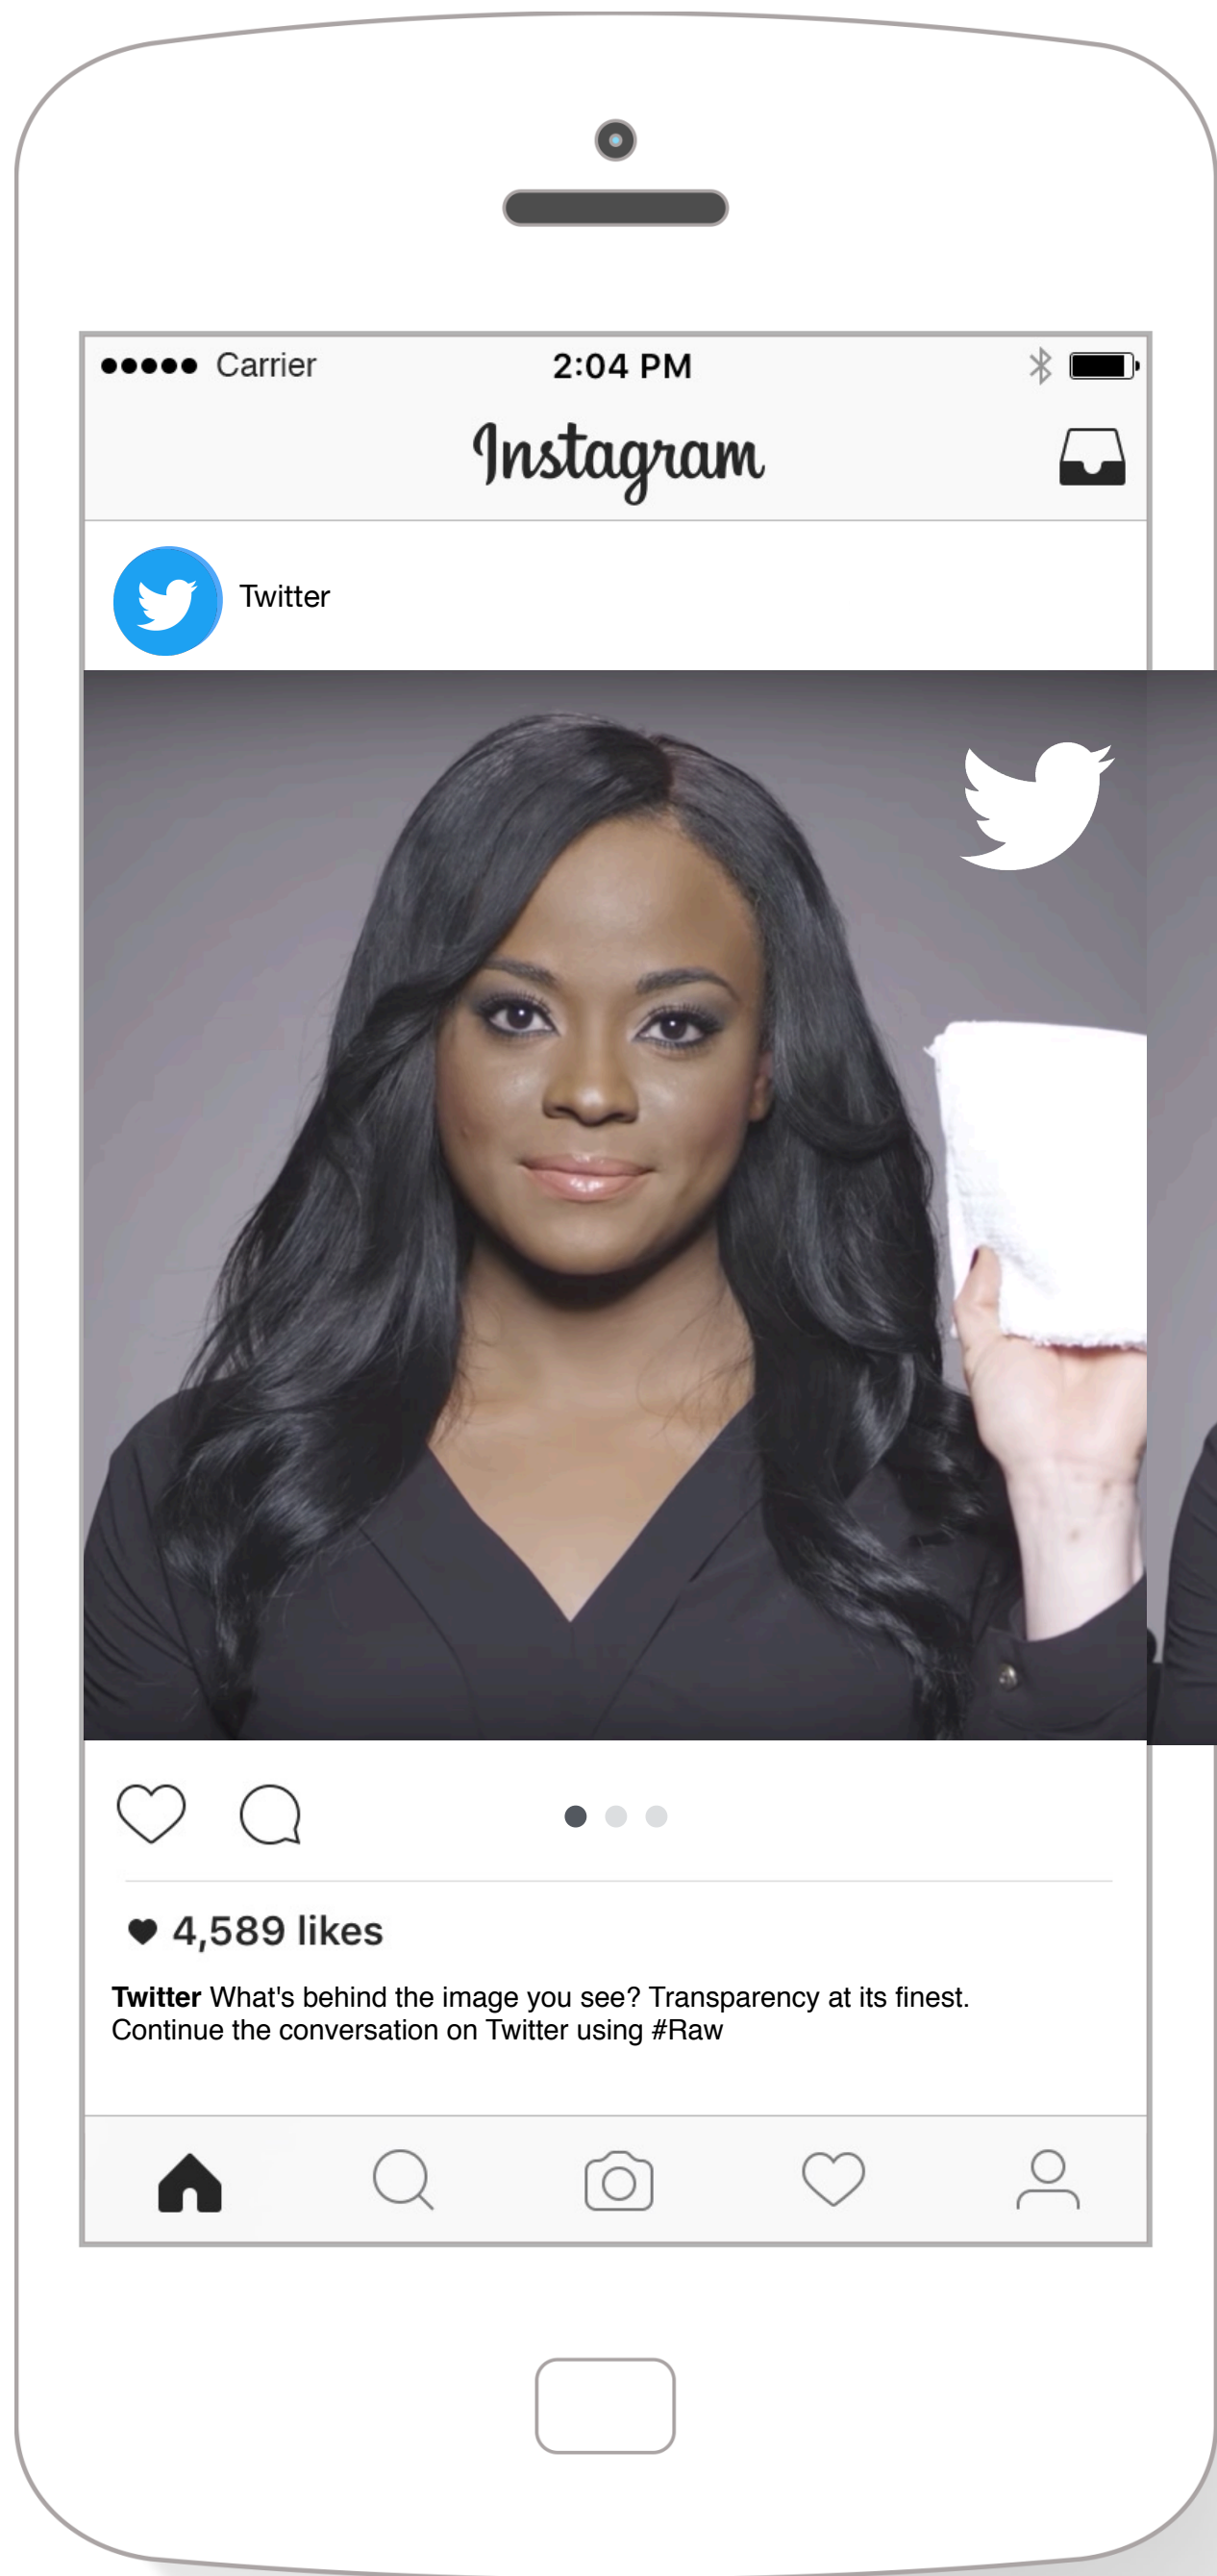 Carrier 2:04 PM
Instagram
Twitter
4,589 likes
Twitter What's behind the image you see? Transparency at its finest.
Continue the conversation on Twitter using #Raw